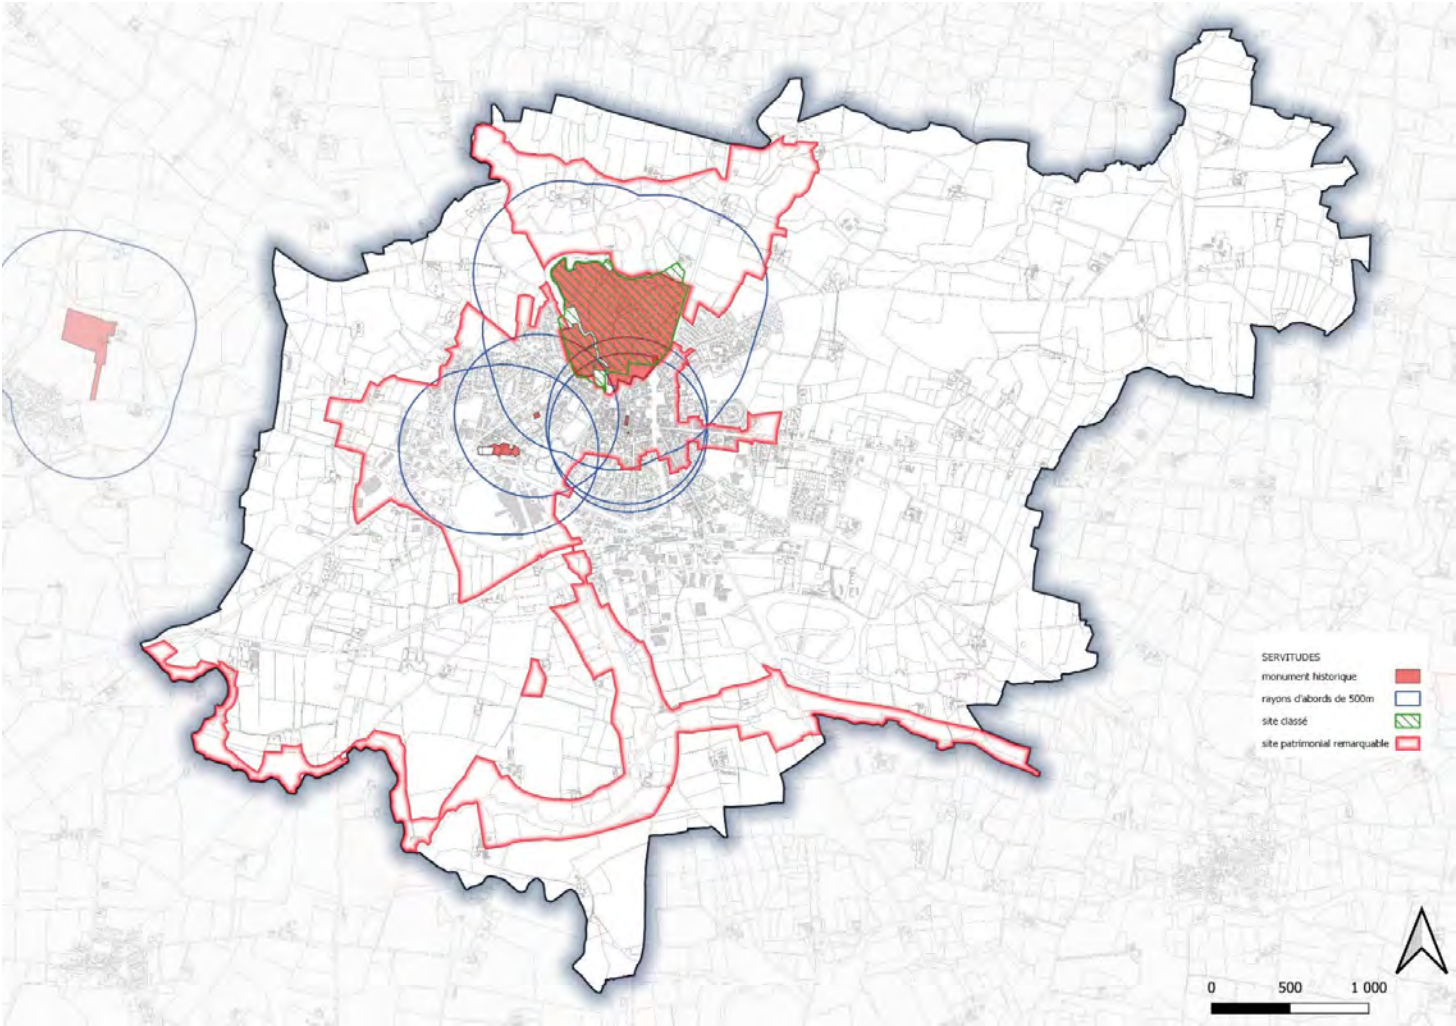 SERVITUDES
monument historique
rayons d'abords de 500m
site classé
site patrimonial remarquable
0 500 1 000